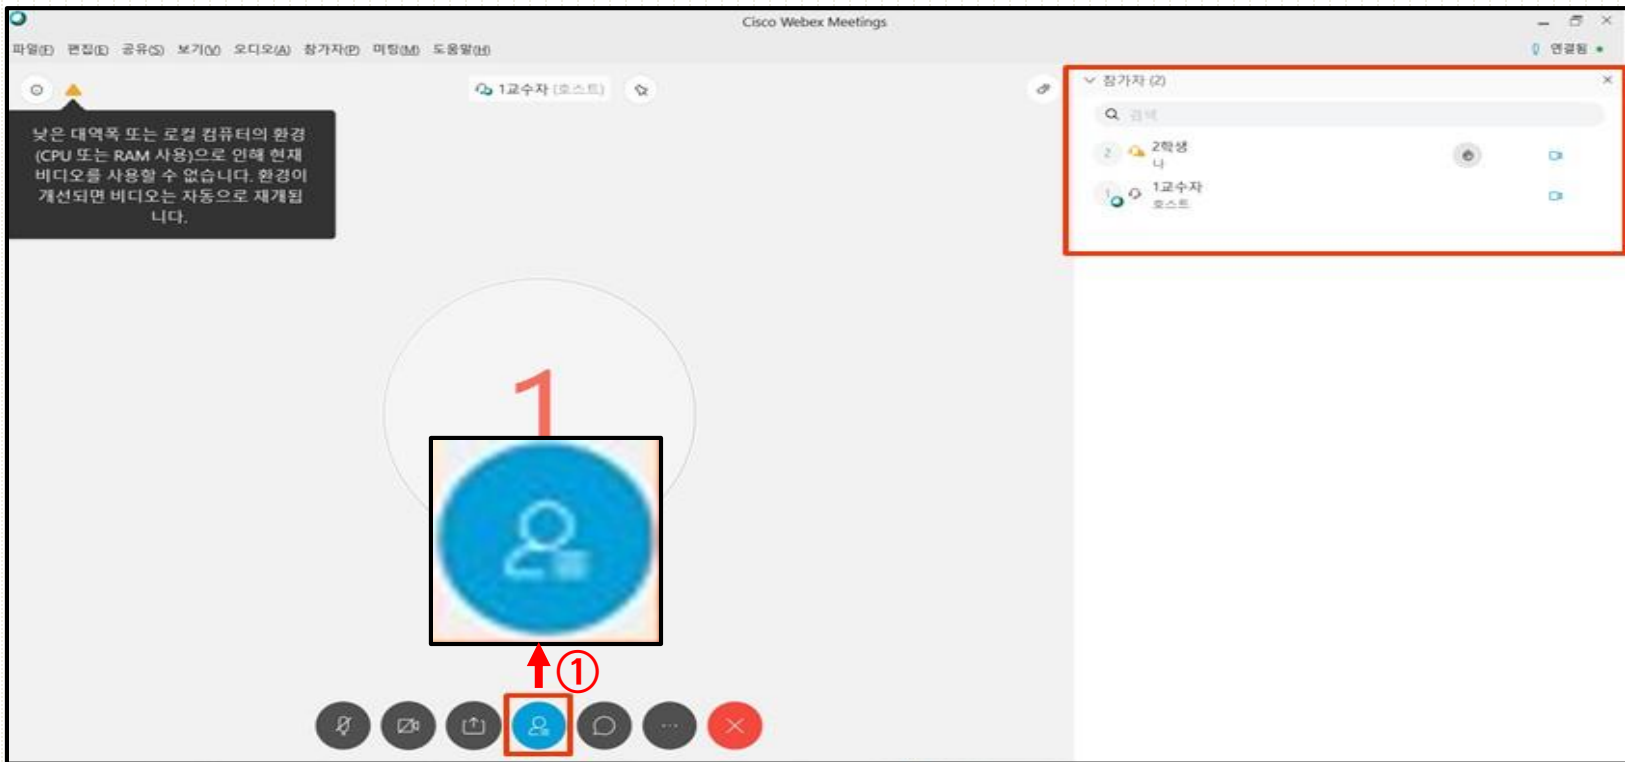 Cisco Webex Meetings
파일(F) 편집(E) 공유(S) 보기(V) 오디오(A) 참가자(P) 미팅(M) 도움말(H)
연결됨
1교수자 (호스트)
참가자 (2)
낮은 대역폭 또는 로컬 컴퓨터의 환경
(CPU 또는 RAM 사용)으로 인해 현재
비디오를 사용할 수 없습니다. 환경이
개선되면 비디오는 자동으로 재개됩
니다.
검색
2 2학생
나
1 1교수자
호스트
1
①